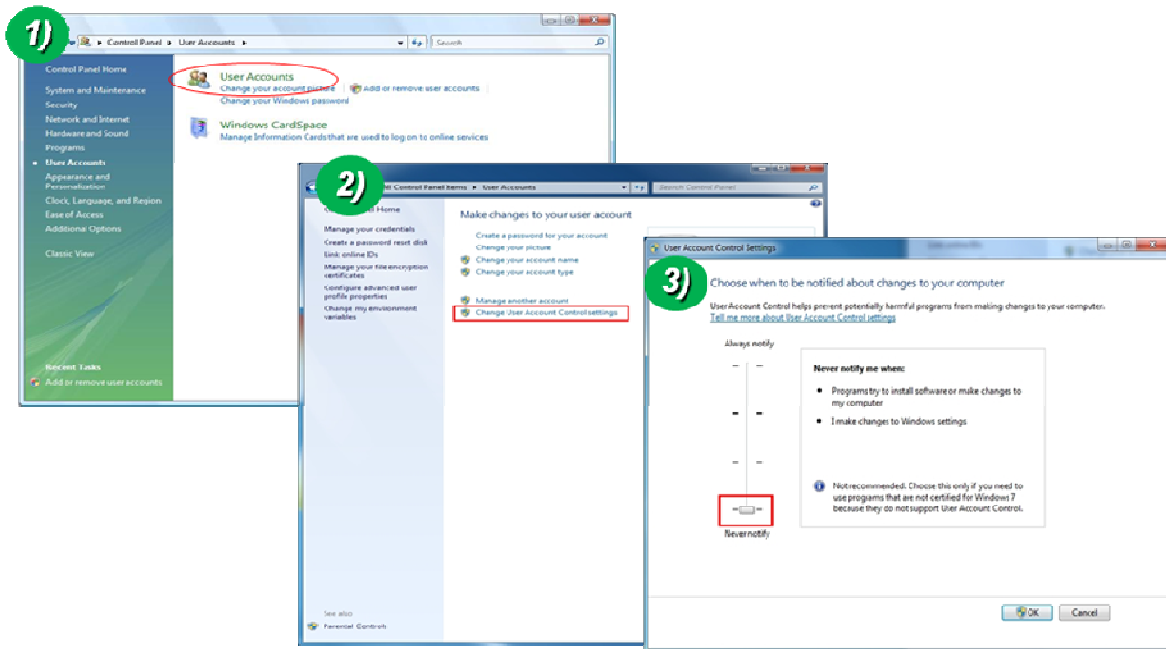 1)
Control Panel ▸ User Accounts ▸
Search
Control Panel Home
System and Maintenance
Security
Network and Internet
Hardware and Sound
Programs
User Accounts
Appearance and
Personalization
Clock, Language, and Region
Ease of Access
Additional Options
Classic View
Recent Tasks
Add or remove user accounts
User Accounts
Change your account picture
Add or remove user accounts
Change your Windows password
Windows CardSpace
Manage Information Cards that are used to log on to online services
2)
Control Panel Items ▸ User Accounts
Search Control Panel
Home
Manage your credentials
Create a password reset disk
Link online IDs
Manage your file encryption
certificates
Configure advanced user
profile properties
Change my environment
variables
See also
Parental Controls
Make changes to your user account
Create a password for your account
Change your picture
Change your account name
Change your account type
Manage another account
Change User Account Control settings
3)
User Account Control Settings
Choose when to be notified about changes to your computer
User Account Control helps prevent potentially harmful programs from making changes to your computer.
Tell me more about User Account Control settings
Always notify
Never notify
Never notify me when:
• Programs try to install software or make changes to
my computer
• I make changes to Windows settings
Not recommended. Choose this only if you need to
use programs that are not certified for Windows 7
because they do not support User Account Control.
OK
Cancel